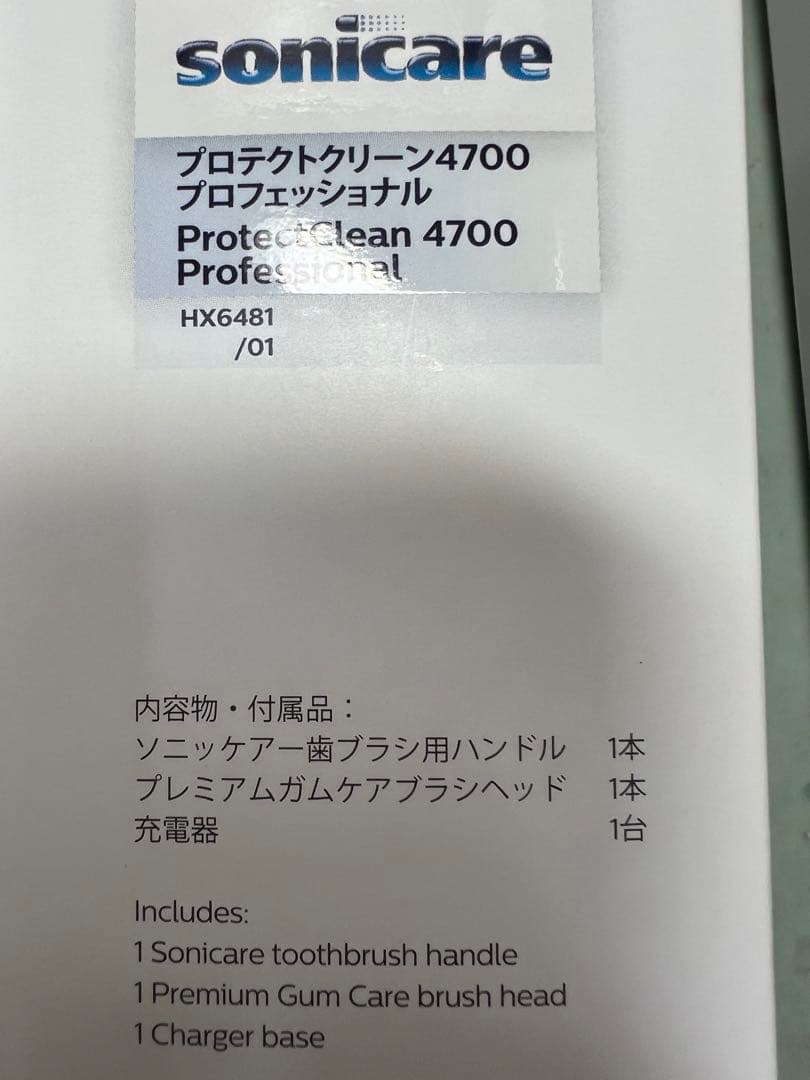 sonicare
プロテクトクリーン4700
プロフェッショナル
ProtectClean 4700
Professional
HX6481
/01
内容物・付属品：
ソニッケアー歯ブラシ用ハンドル 1本
プレミアムガムケアブラシヘッド 1本
充電器 1台
Includes:
1 Sonicare toothbrush handle
1 Premium Gum Care brush head
1 Charger base